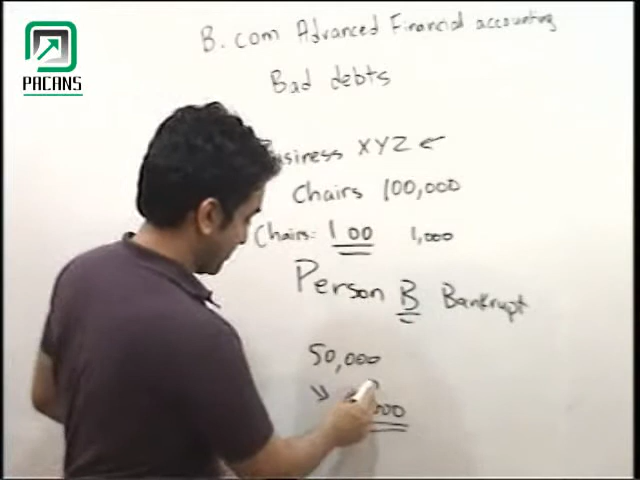 B.com Advanced Financial accounting
PACANS
Bad debts
Business XYZ
Chairs 100,000
Chairs: 100 1,000
Person B Bankrupt
50,000